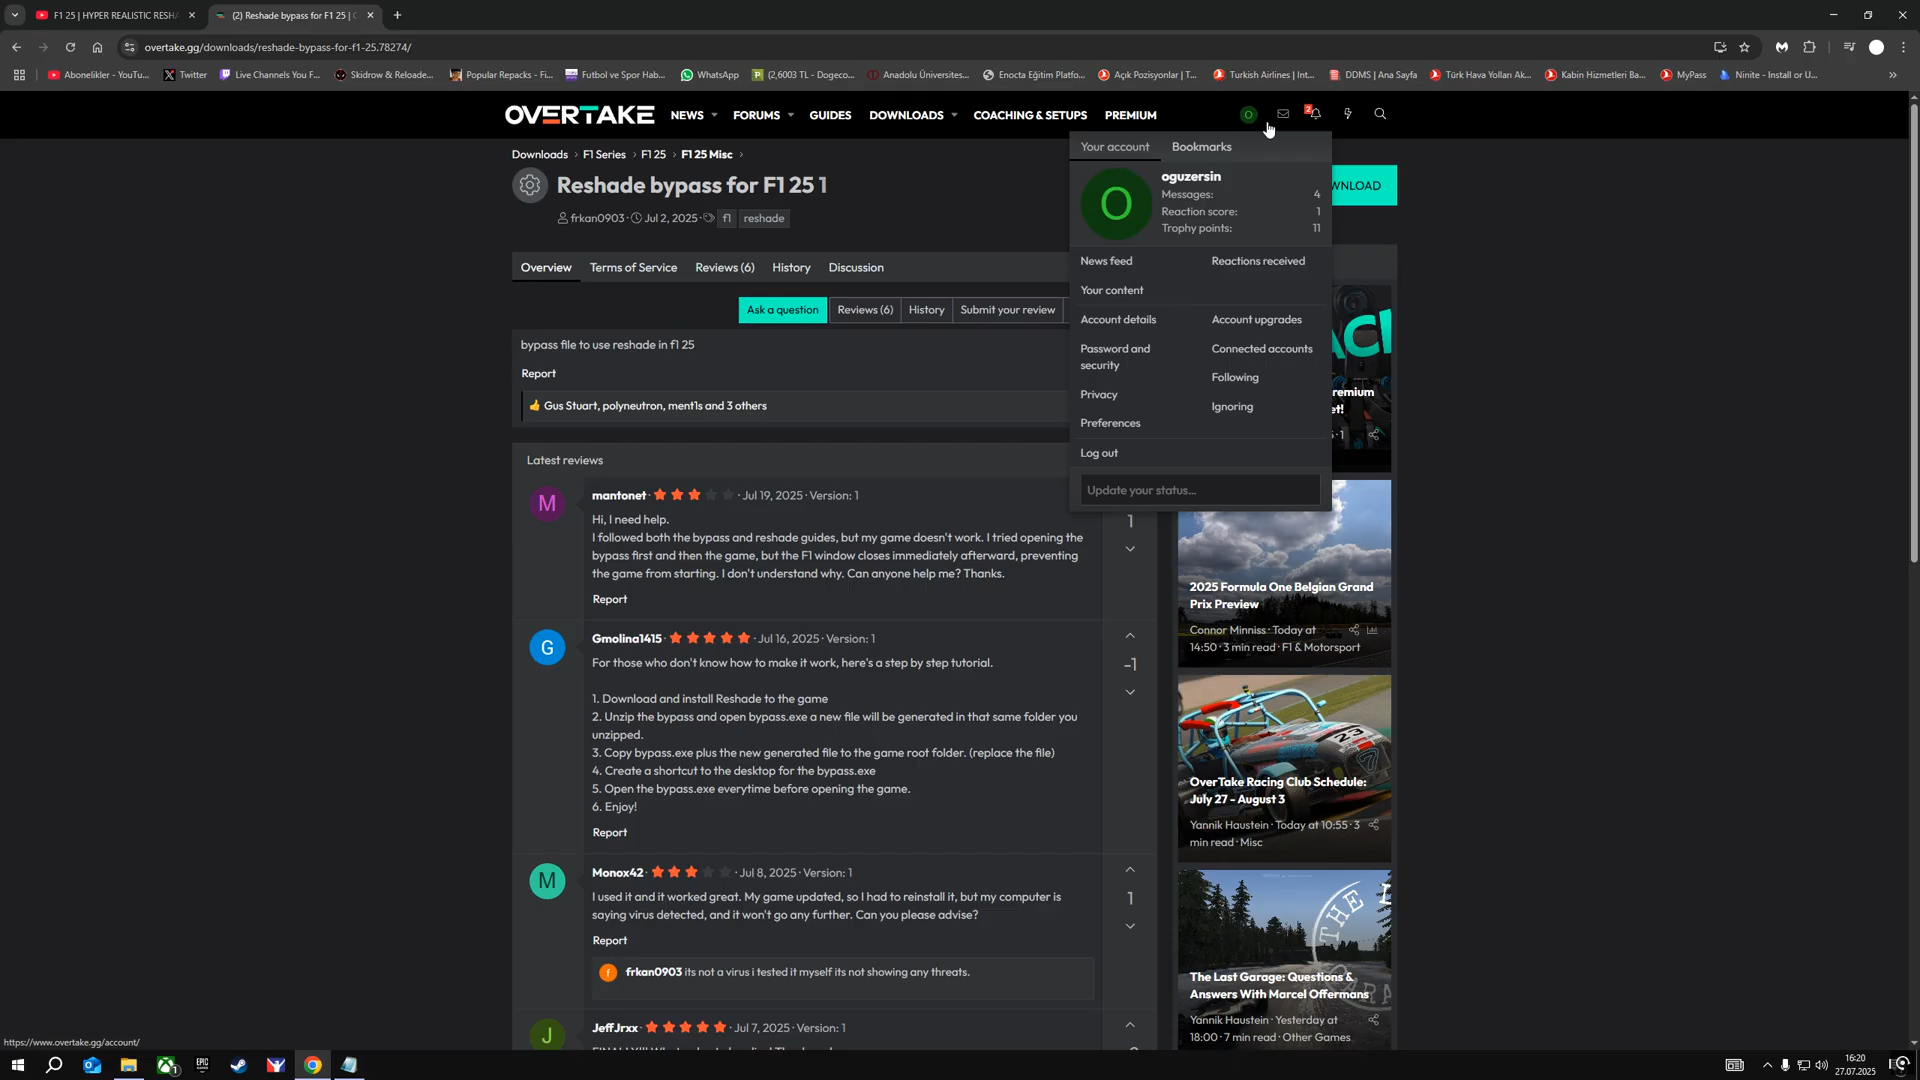 F1 25 | HYPER REALISTIC RESHA
(2) Reshade bypass for F1 25 |
overtake.gg/downloads/reshade-bypass-for-f1-25.78274/
Abonelikler - YouTu...
Twitter
Live Channels You F...
Skidrow & Reloade...
Popular Repacks - Fi...
Futbol ve Spor Hab...
WhatsApp
(2,6003 TL - Dogeco...
Anadolu Üniversites...
Enocta Eğitim Platfo...
Açık Pozisyonlar | T...
Turkish Airlines | Int...
DDMS | Ana Sayfa
Türk Hava Yolları Ak...
Kabin Hizmetleri Ba...
MyPass
Ninite - Install or U...
OVERTAKE
NEWS
FORUMS
GUIDES
DOWNLOADS
COACHING & SETUPS
PREMIUM
O
2
Downloads
F1 Series
F1 25
F1 25 Misc
Reshade bypass for F1 25 1
frkan0903 · Jul 2, 2025 ·
f1
reshade
WNLOAD
Your account
Bookmarks
O
oguzersin
Messages: 4
Reaction score: 1
Trophy points: 11
News feed
Reactions received
Your content
Account details
Account upgrades
Password and
security
Connected accounts
Following
Privacy
Ignoring
Preferences
Log out
Update your status...
Overview
Terms of Service
Reviews (6)
History
Discussion
Ask a question
Reviews (6)
History
Submit your review
bypass file to use reshade in f1 25
Report
Gus Stuart, polyneutron, ment1s and 3 others
Latest reviews
M
mantonet · Jul 19, 2025 · Version: 1
Hi, I need help.
I followed both the bypass and reshade guides, but my game doesn't work. I tried opening the
bypass first and then the game, but the F1 window closes immediately afterward, preventing
the game from starting. I don't understand why. Can anyone help me? Thanks.
Report
1
G
Gmolina1415 · Jul 16, 2025 · Version: 1
For those who don't know how to make it work, here's a step by step tutorial.
1. Download and install Reshade to the game
2. Unzip the bypass and open bypass.exe a new file will be generated in that same folder you
unzipped.
3. Copy bypass.exe plus the new generated file to the game root folder. (replace the file)
4. Create a shortcut to the desktop for the bypass.exe
5. Open the bypass.exe everytime before opening the game.
6. Enjoy!
Report
-1
M
Monox42 · Jul 8, 2025 · Version: 1
I used it and it worked great. My game updated, so I had to reinstall it, but my computer is
saying virus detected, and it won't go any further. Can you please advise?
Report
1
f
frkan0903 its not a virus i tested it myself its not showing any threats.
J
JeffJrxx · Jul 7, 2025 · Version: 1
remium
et!
2025 Formula One Belgian Grand
Prix Preview
Connor Minniss · Today at
14:50 · 3 min read · F1 & Motorsport
OverTake Racing Club Schedule:
July 27 - August 3
Yannik Haustein · Today at 10:55 · 3
min read · Misc
The Last Garage: Questions &
Answers With Marcel Offermans
Yannik Haustein · Yesterday at
18:00 · 7 min read · Other Games
https://www.overtake.gg/account/
16:20
27.07.2025